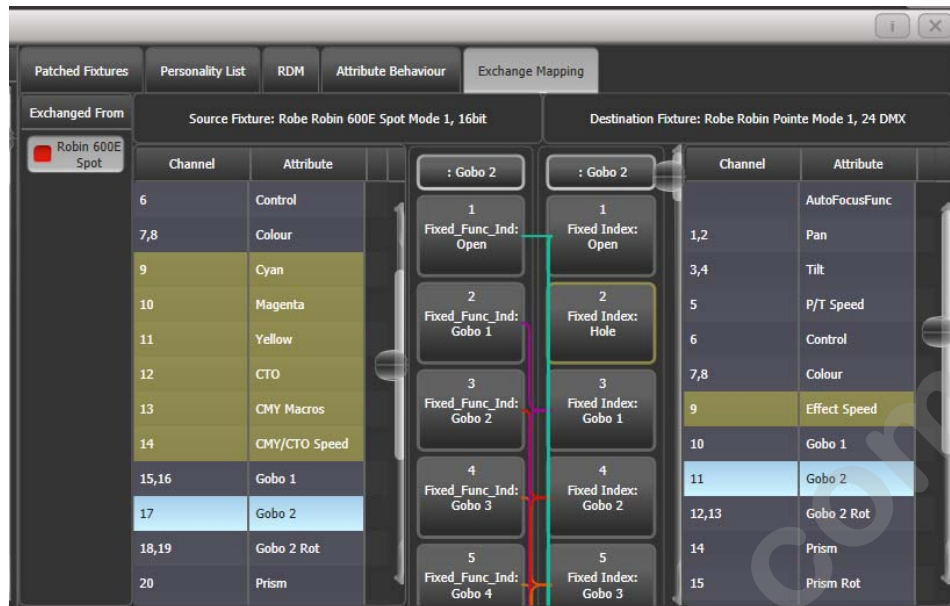 i
X
Patched Fixtures
Personality List
RDM
Attribute Behaviour
Exchange Mapping
Exchanged From
Source Fixture: Robe Robin 600E Spot Mode 1, 16bit
Destination Fixture: Robe Robin Pointe Mode 1, 24 DMX
Robin 600E
Spot
Channel Attribute
6 Control
7,8 Colour
9 Cyan
10 Magenta
11 Yellow
12 CTO
13 CMY Macros
14 CMY/CTO Speed
15,16 Gobo 1
17 Gobo 2
18,19 Gobo 2 Rot
20 Prism
: Gobo 2
1
Fixed_Func_Ind:
Open
2
Fixed_Func_Ind:
Gobo 1
3
Fixed_Func_Ind:
Gobo 2
4
Fixed_Func_Ind:
Gobo 3
5
Fixed_Func_Ind:
Gobo 4
: Gobo 2
1
Fixed Index:
Open
2
Fixed Index:
Hole
3
Fixed Index:
Gobo 1
4
Fixed Index:
Gobo 2
5
Fixed Index:
Gobo 3
Channel Attribute
AutoFocusFunc
1,2 Pan
3,4 Tilt
5 P/T Speed
6 Control
7,8 Colour
9 Effect Speed
10 Gobo 1
11 Gobo 2
12,13 Gobo 2 Rot
14 Prism
15 Prism Rot
com